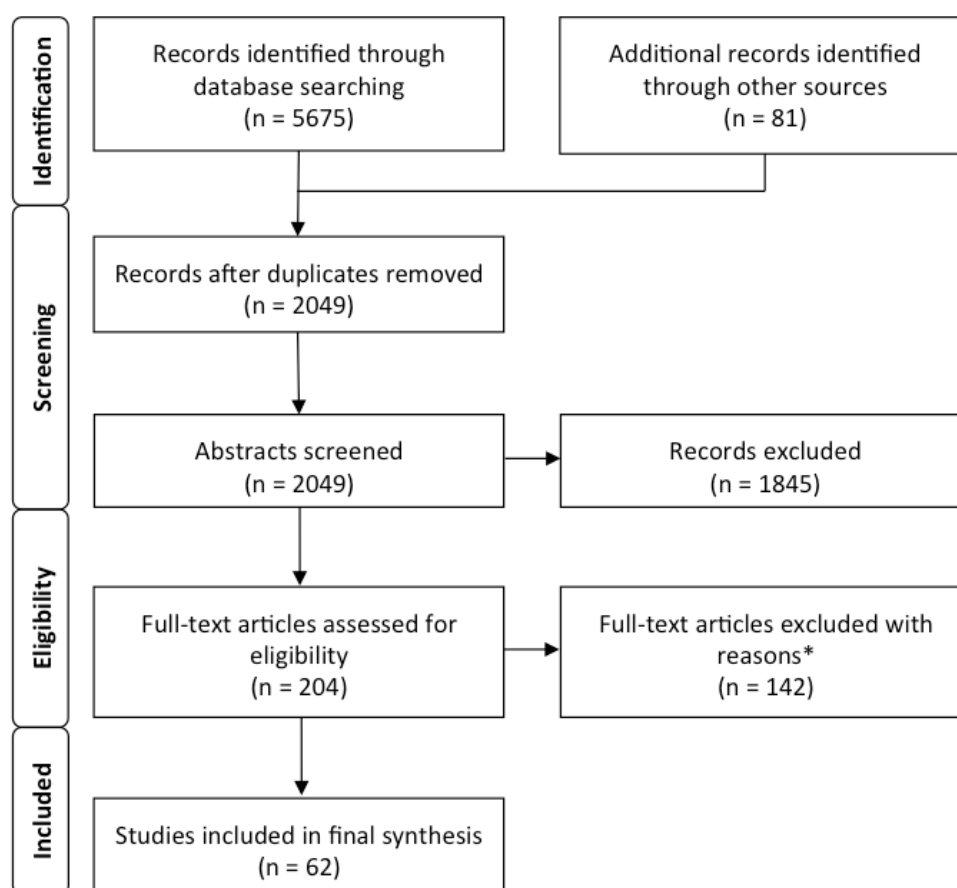 Identification
Records identified through
database searching
(n = 5675)
Additional records identified
through other sources
(n = 81)
Screening
Records after duplicates removed
(n = 2049)
Abstracts screened
(n = 2049)
Records excluded
(n = 1845)
Eligibility
Full-text articles assessed for
eligibility
(n = 204)
Full-text articles excluded with
reasons*
(n = 142)
Included
Studies included in final synthesis
(n = 62)